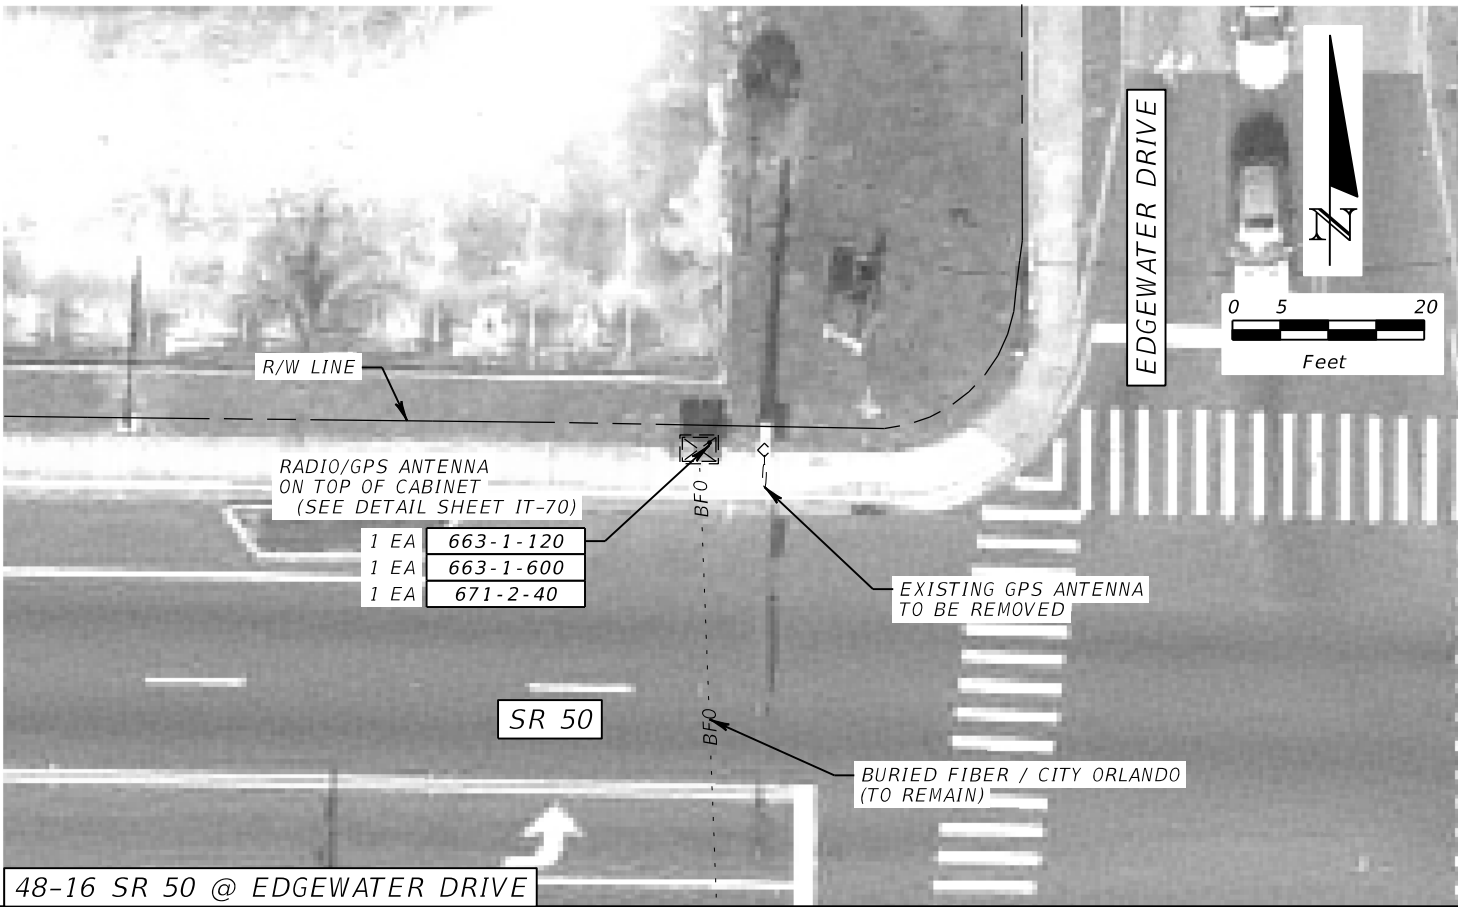 EDGEWATER DRIVE
N
0 5 20
Feet
R/W LINE
RADIO/GPS ANTENNA
ON TOP OF CABINET
(SEE DETAIL SHEET IT-70)
1 EA 663-1-120
1 EA 663-1-600
1 EA 671-2-40
BFO
EXISTING GPS ANTENNA
TO BE REMOVED
SR 50
BFO
BURIED FIBER / CITY ORLANDO
(TO REMAIN)
48-16 SR 50 @ EDGEWATER DRIVE